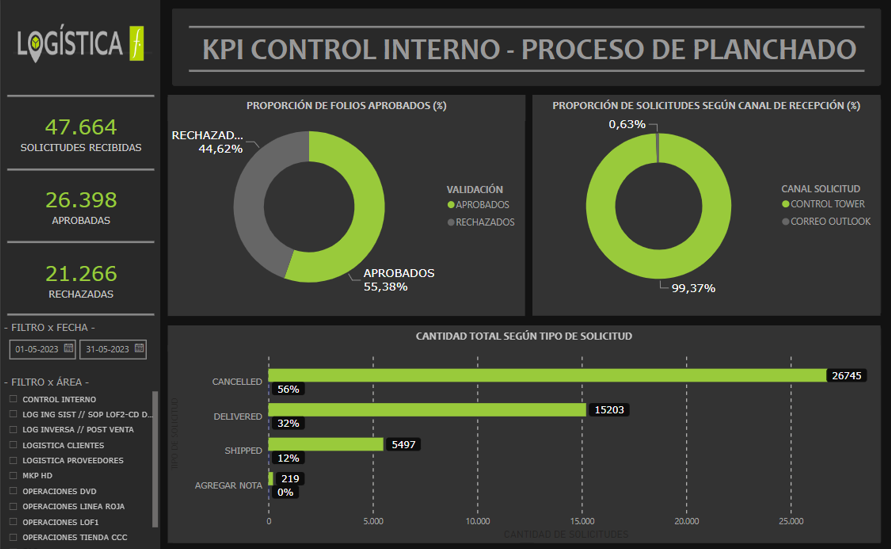 LOGÍSTICA f.
KPI CONTROL INTERNO - PROCESO DE PLANCHADO
47.664
SOLICITUDES RECIBIDAS
26.398
APROBADAS
21.266
RECHAZADAS
- FILTRO x FECHA -
01-05-2023 31-05-2023
- FILTRO x ÁREA -
CONTROL INTERNO
LOG ING SIST // SOP LOF2-CD D...
LOG INVERSA // POST VENTA
LOGISTICA CLIENTES
LOGISTICA PROVEEDORES
MKP HD
OPERACIONES DVD
OPERACIONES LINEA ROJA
OPERACIONES LOF1
OPERACIONES TIENDA CCC
PROPORCIÓN DE FOLIOS APROBADOS (%)
RECHAZAD...
44,62%
VALIDACIÓN
APROBADOS
RECHAZADOS
APROBADOS
55,38%
PROPORCIÓN DE SOLICITUDES SEGÚN CANAL DE RECEPCIÓN (%)
0,63%
CANAL SOLICITUD
CONTROL TOWER
CORREO OUTLOOK
99,37%
CANTIDAD TOTAL SEGÚN TIPO DE SOLICITUD
TIPO DE SOLICITUD
CANCELLED 26745
56%
DELIVERED 15203
32%
SHIPPED 5497
12%
AGREGAR NOTA 219
0%
0 5.000 10.000 15.000 20.000 25.000
CANTIDAD DE SOLICITUDES